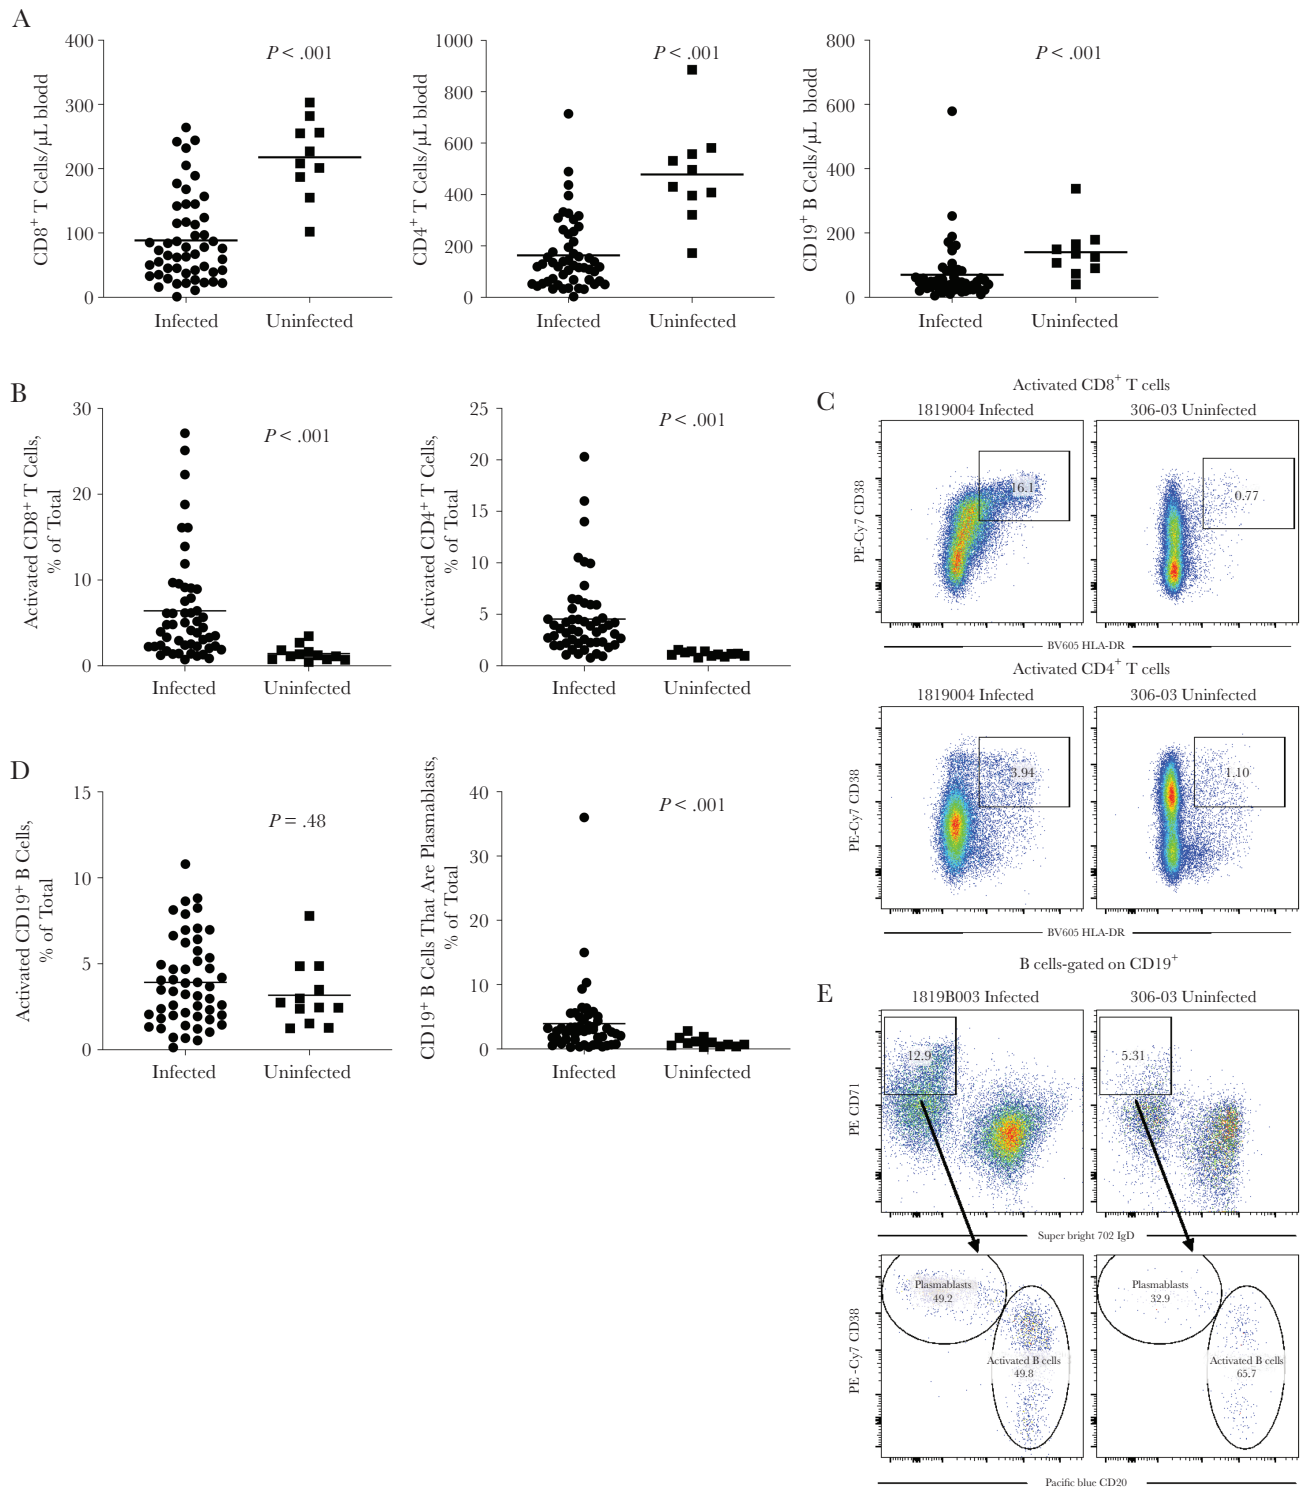 A
CD8+ T Cells/µL blodd
400
300
200
100
0
P < .001
Infected
Uninfected
CD4+ T Cells/µL blodd
1000
800
600
400
200
0
P < .001
Infected
Uninfected
CD19+ B Cells/µL blodd
800
600
400
200
0
P < .001
Infected
Uninfected
B
Activated CD8+ T Cells,
% of Total
30
20
10
0
P < .001
Infected
Uninfected
Activated CD4+ T Cells,
% of Total
25
20
15
10
5
0
P < .001
Infected
Uninfected
C
Activated CD8+ T cells
1819004 Infected
306-03 Uninfected
PE-Cy7 CD38
16.1
0.77
BV605 HLA-DR
Activated CD4+ T cells
1819004 Infected
306-03 Uninfected
PE-Cy7 CD38
3.94
1.10
BV605 HLA-DR
D
Activated CD19+ B Cells,
% of Total
15
10
5
0
P = .48
Infected
Uninfected
CD19+ B Cells That Are Plasmablasts,
% of Total
40
30
20
10
0
P < .001
Infected
Uninfected
E
B cells-gated on CD19+
1819B003 Infected
306-03 Uninfected
PE CD71
12.9
5.31
Super bright 702 IgD
PE -Cy7 CD38
Plasmablasts
49.2
Activated B cells
49.8
Plasmablasts
32.9
Activated B cells
65.7
Pacific blue CD20